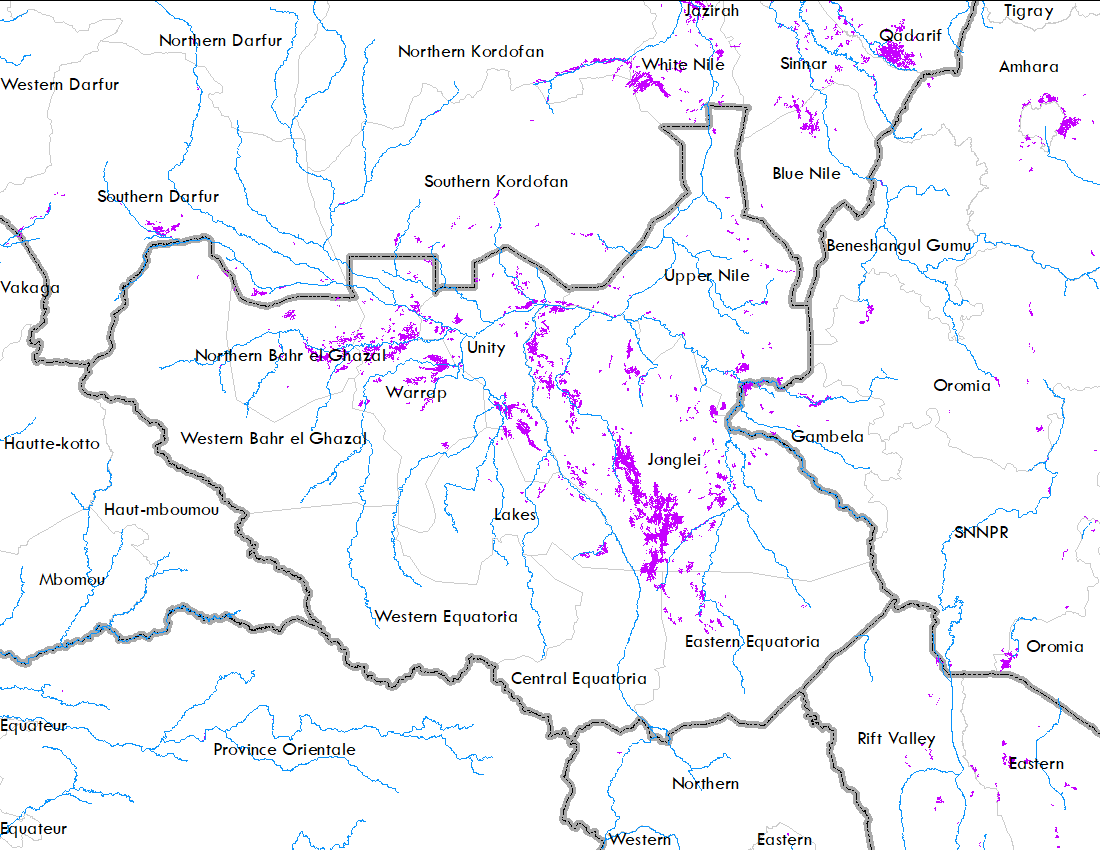 Jazirah
Tigray
Northern Darfur
Qadarif
Northern Kordofan
White Nile
Sinnar
Amhara
Western Darfur
Blue Nile
Southern Kordofan
Southern Darfur
Beneshangul Gumu
Upper Nile
Vakaga
Unity
Northern Bahr el Ghazal
Oromia
Warrap
Western Bahr el Ghazal
Gambela
Hautte-kotto
Jonglei
Haut-mboumou
Lakes
SNNPR
Mbomou
Western Equatoria
Eastern Equatoria
Oromia
Central Equatoria
Equateur
Rift Valley
Province Orientale
Eastern
Northern
Equateur
Western
Eastern